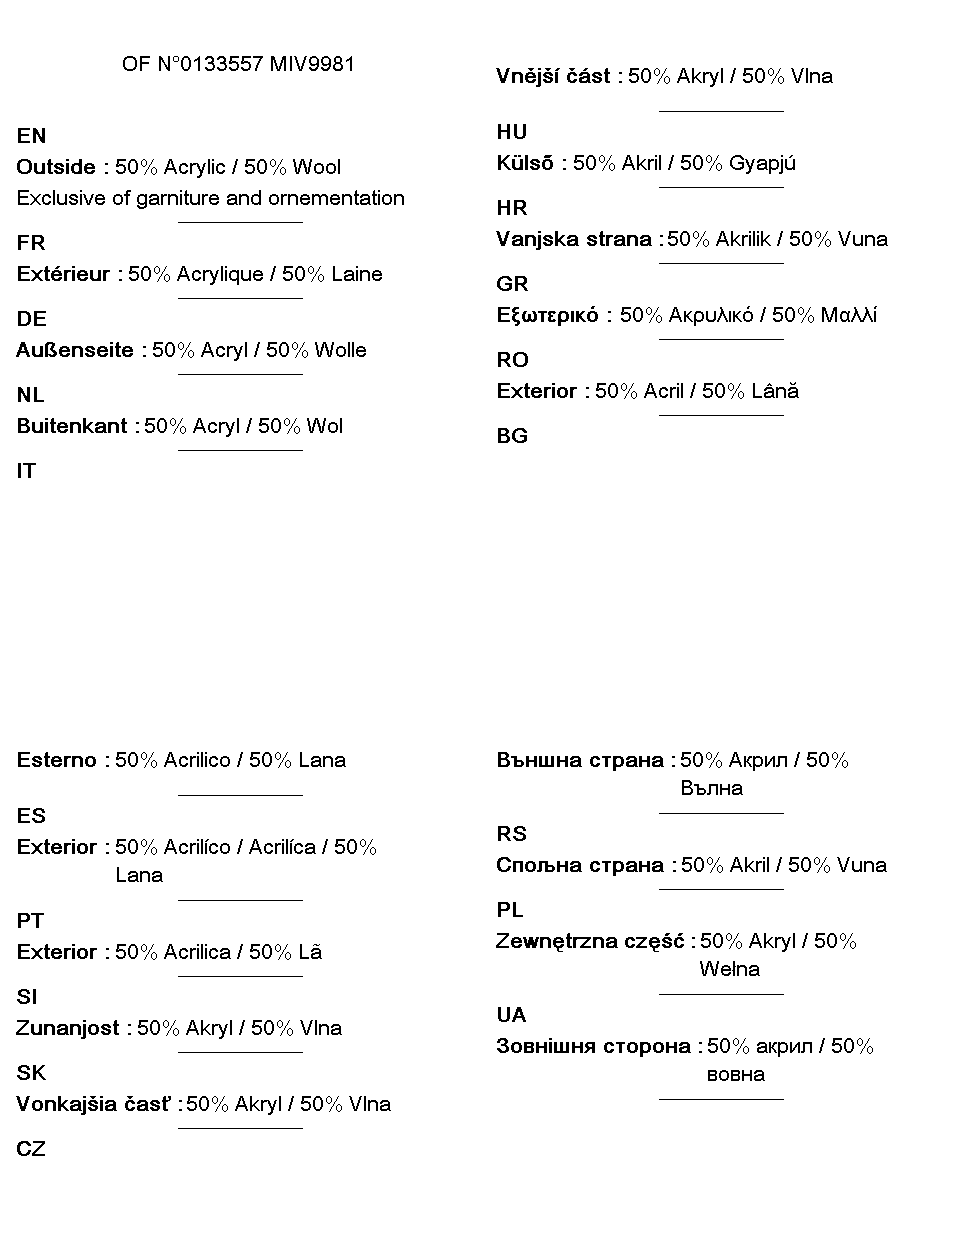 OF N°0133557 MIV9981
EN
Outside : 50% Acrylic / 50% Wool
Exclusive of garniture and ornementation
FR
Extérieur : 50% Acrylique / 50% Laine
DE
Außenseite : 50% Acryl / 50% Wolle
NL
Buitenkant : 50% Acryl / 50% Wol
IT
Esterno : 50% Acrilico / 50% Lana
ES
Exterior : 50% Acrilíco / Acrilíca / 50%
Lana
PT
Exterior : 50% Acrilica / 50% Lã
SI
Zunanjost : 50% Akryl / 50% Vlna
SK
Vonkajšia časť : 50% Akryl / 50% Vlna
CZ
Vnější část : 50% Akryl / 50% Vlna
HU
Külsõ : 50% Akril / 50% Gyapjú
HR
Vanjska strana : 50% Akrilik / 50% Vuna
GR
Εξωτερικό : 50% Ακρυλικό / 50% Μαλλί
RO
Exterior : 50% Acril / 50% Lână
BG
Външна страна : 50% Акрил / 50%
Вълна
RS
Спољна страна : 50% Akril / 50% Vuna
PL
Zewnętrzna część : 50% Akryl / 50%
Welna
UA
Зовнішня сторона : 50% акрил / 50%
вовна